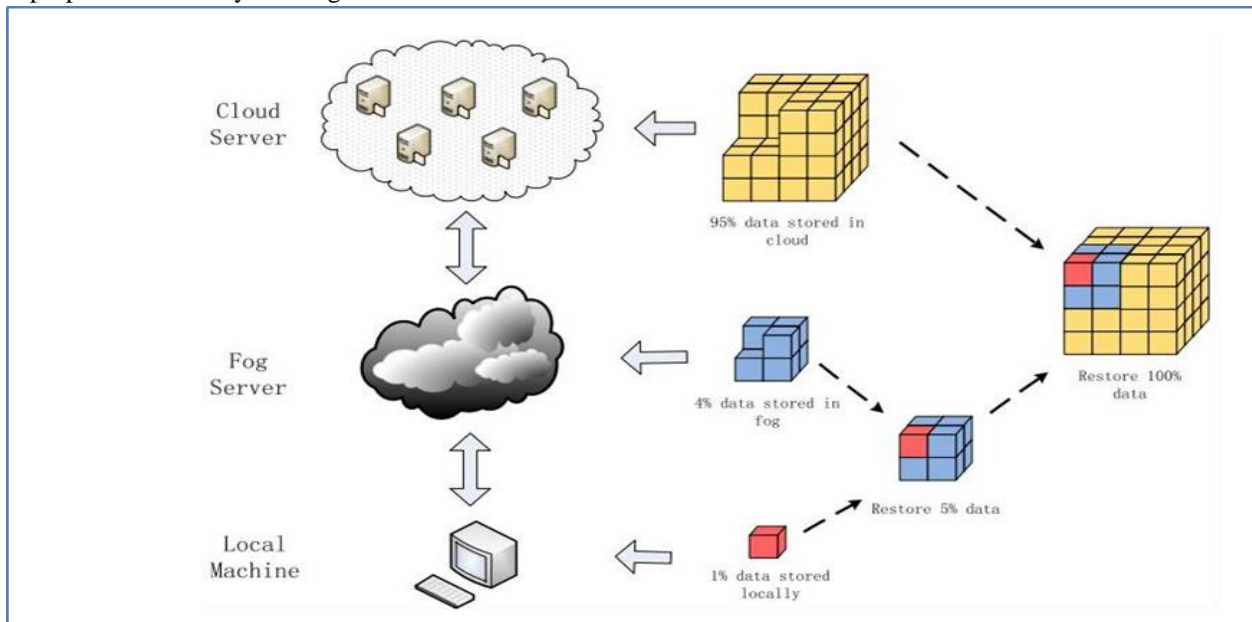 Cloud
Server
95% data stored in
cloud
Fog
Server
4% data stored in
fog
Restore 100%
data
Restore 5% data
Local
Machine
1% data stored
locally